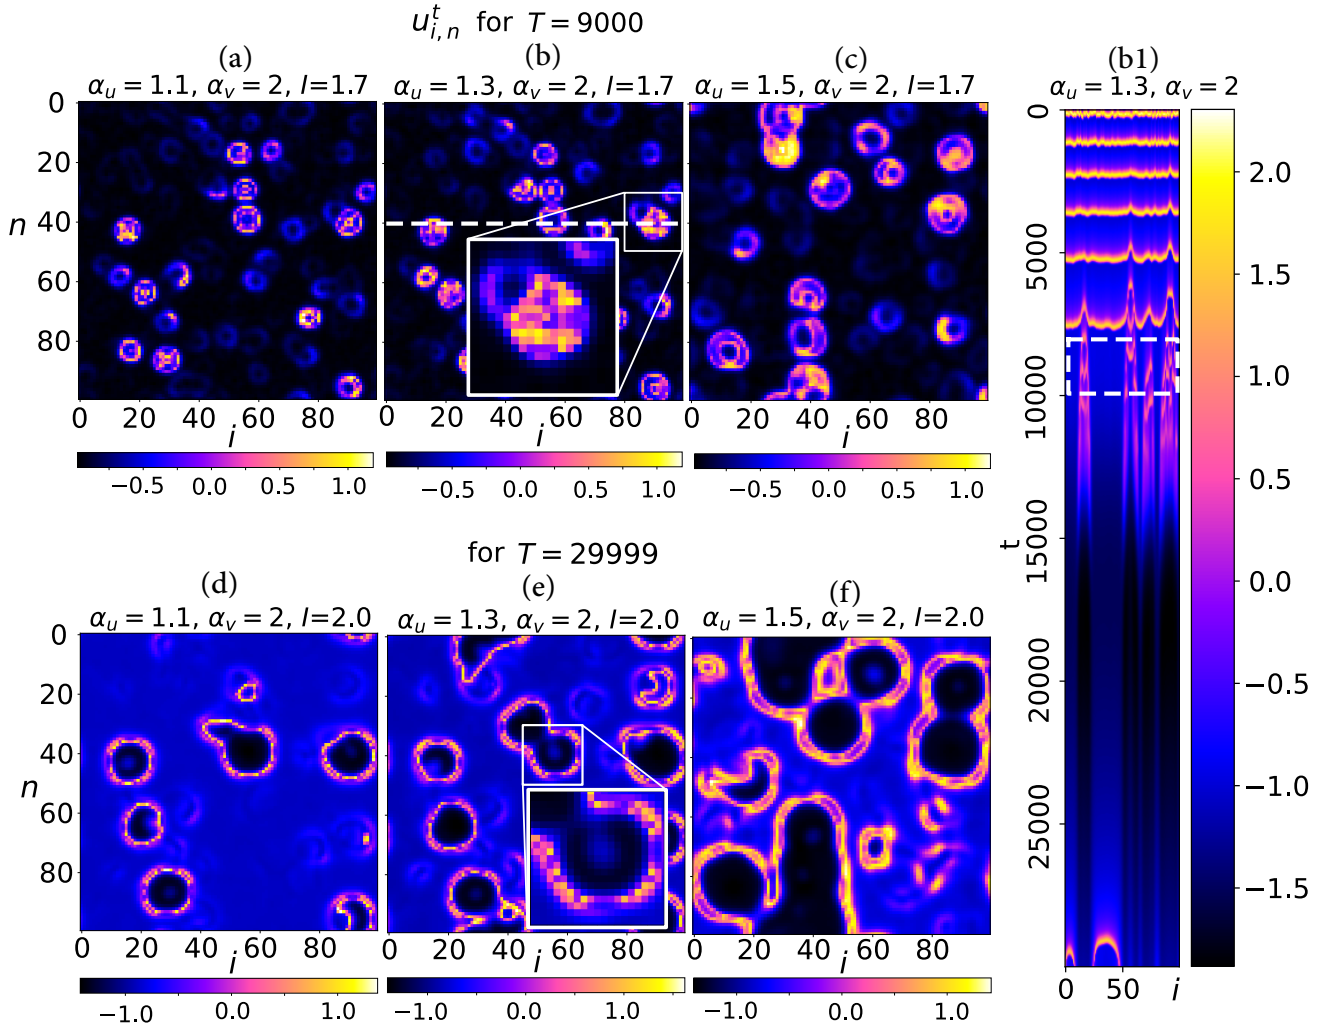 u^t_{i,n} for T = 9000
(a) (b) (c) (b1)
α_u = 1.1, α_v = 2, I=1.7
α_u = 1.3, α_v = 2, I=1.7
α_u = 1.5, α_v = 2, I=1.7
α_u = 1.3, α_v = 2
0
20
40
60
80
n
0 20 40 60 80
i
0 20 40 60 80
i
0 20 40 60 80
i
−0.5 0.0 0.5 1.0
−0.5 0.0 0.5 1.0
−0.5 0.0 0.5 1.0
0
5000
10000
15000
20000
25000
t
0 50 i
2.0
1.5
1.0
0.5
0.0
−0.5
−1.0
−1.5
for T = 29999
(d) (e) (f)
α_u = 1.1, α_v = 2, I=2.0
α_u = 1.3, α_v = 2, I=2.0
α_u = 1.5, α_v = 2, I=2.0
0
20
40
60
80
n
0 20 40 60 80
i
0 20 40 60 80
i
0 20 40 60 80
i
−1.0 0.0 1.0
−1.0 0.0 1.0
−1.0 0.0 1.0